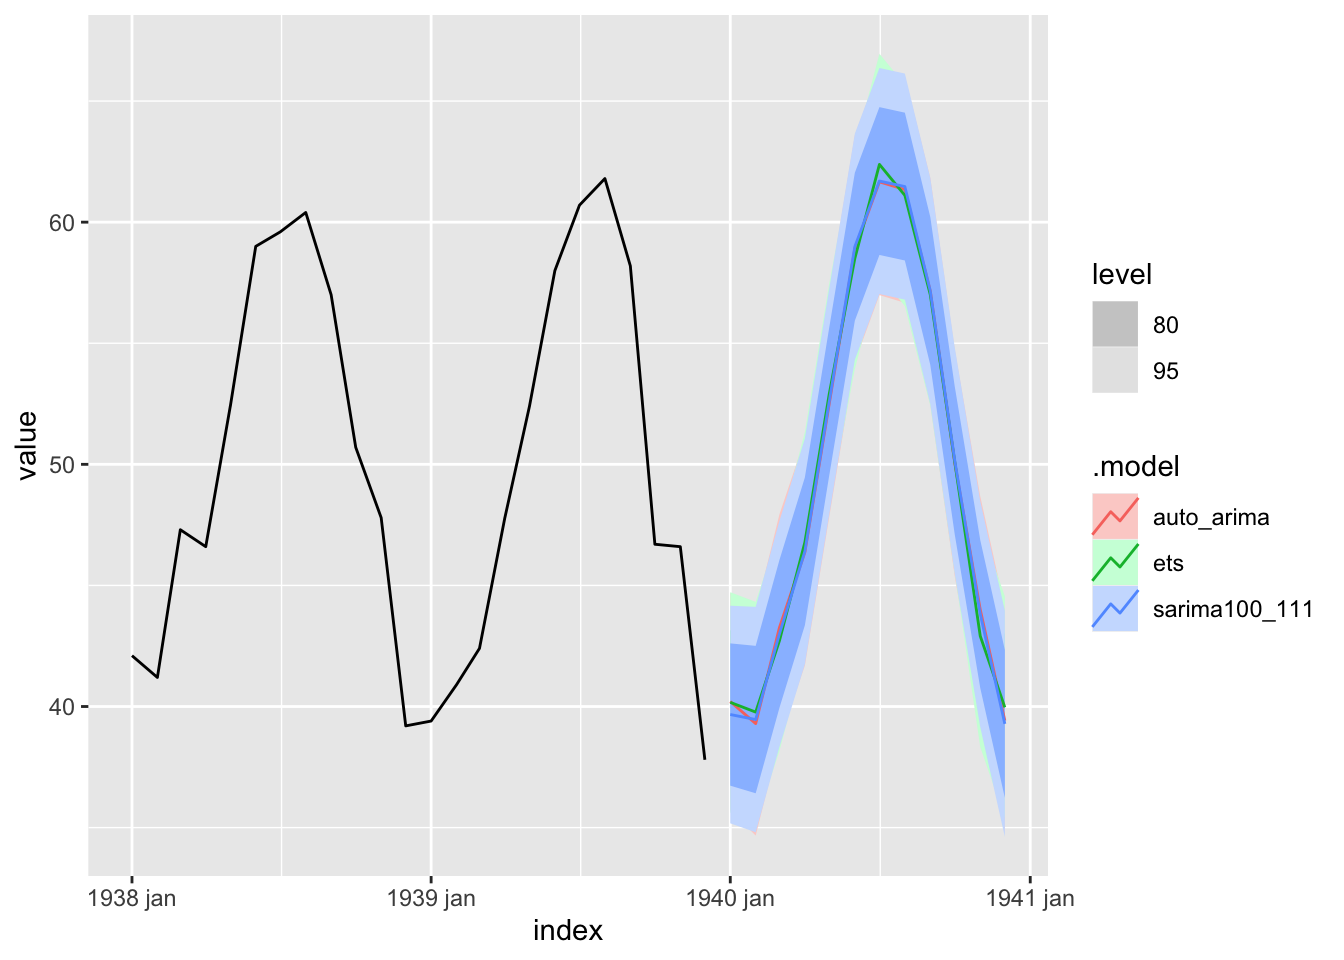 value
60
50
40
1938 jan
1939 jan
1940 jan
1941 jan
index
level
80
95
.model
auto_arima
ets
sarima100_111